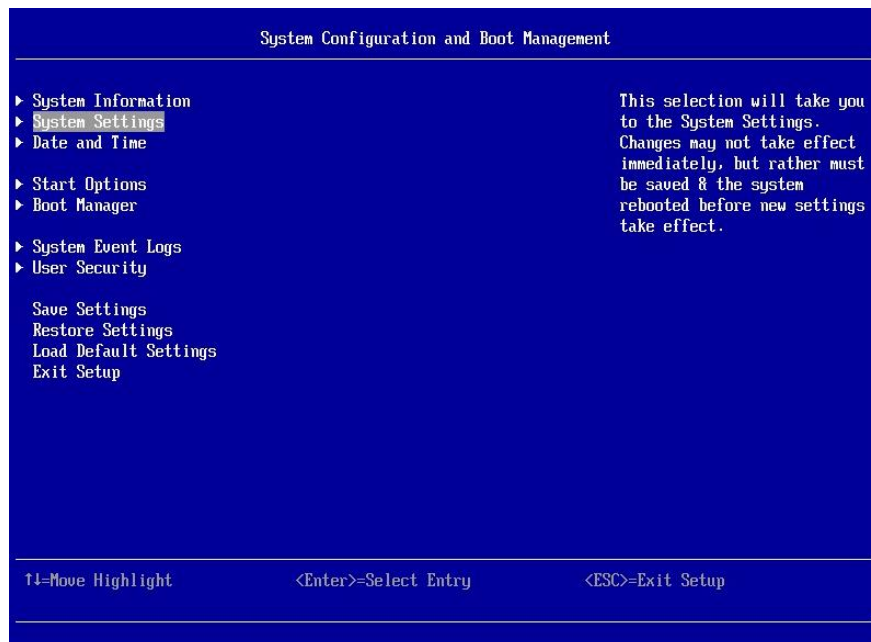 System Configuration and Boot Management
▶ System Information
▶ System Settings
▶ Date and Time
▶ Start Options
▶ Boot Manager
▶ System Event Logs
▶ User Security
Save Settings
Restore Settings
Load Default Settings
Exit Setup
This selection will take you
to the System Settings.
Changes may not take effect
immediately, but rather must
be saved & the system
rebooted before new settings
take effect.
↑↓=Move Highlight <Enter>=Select Entry <ESC>=Exit Setup